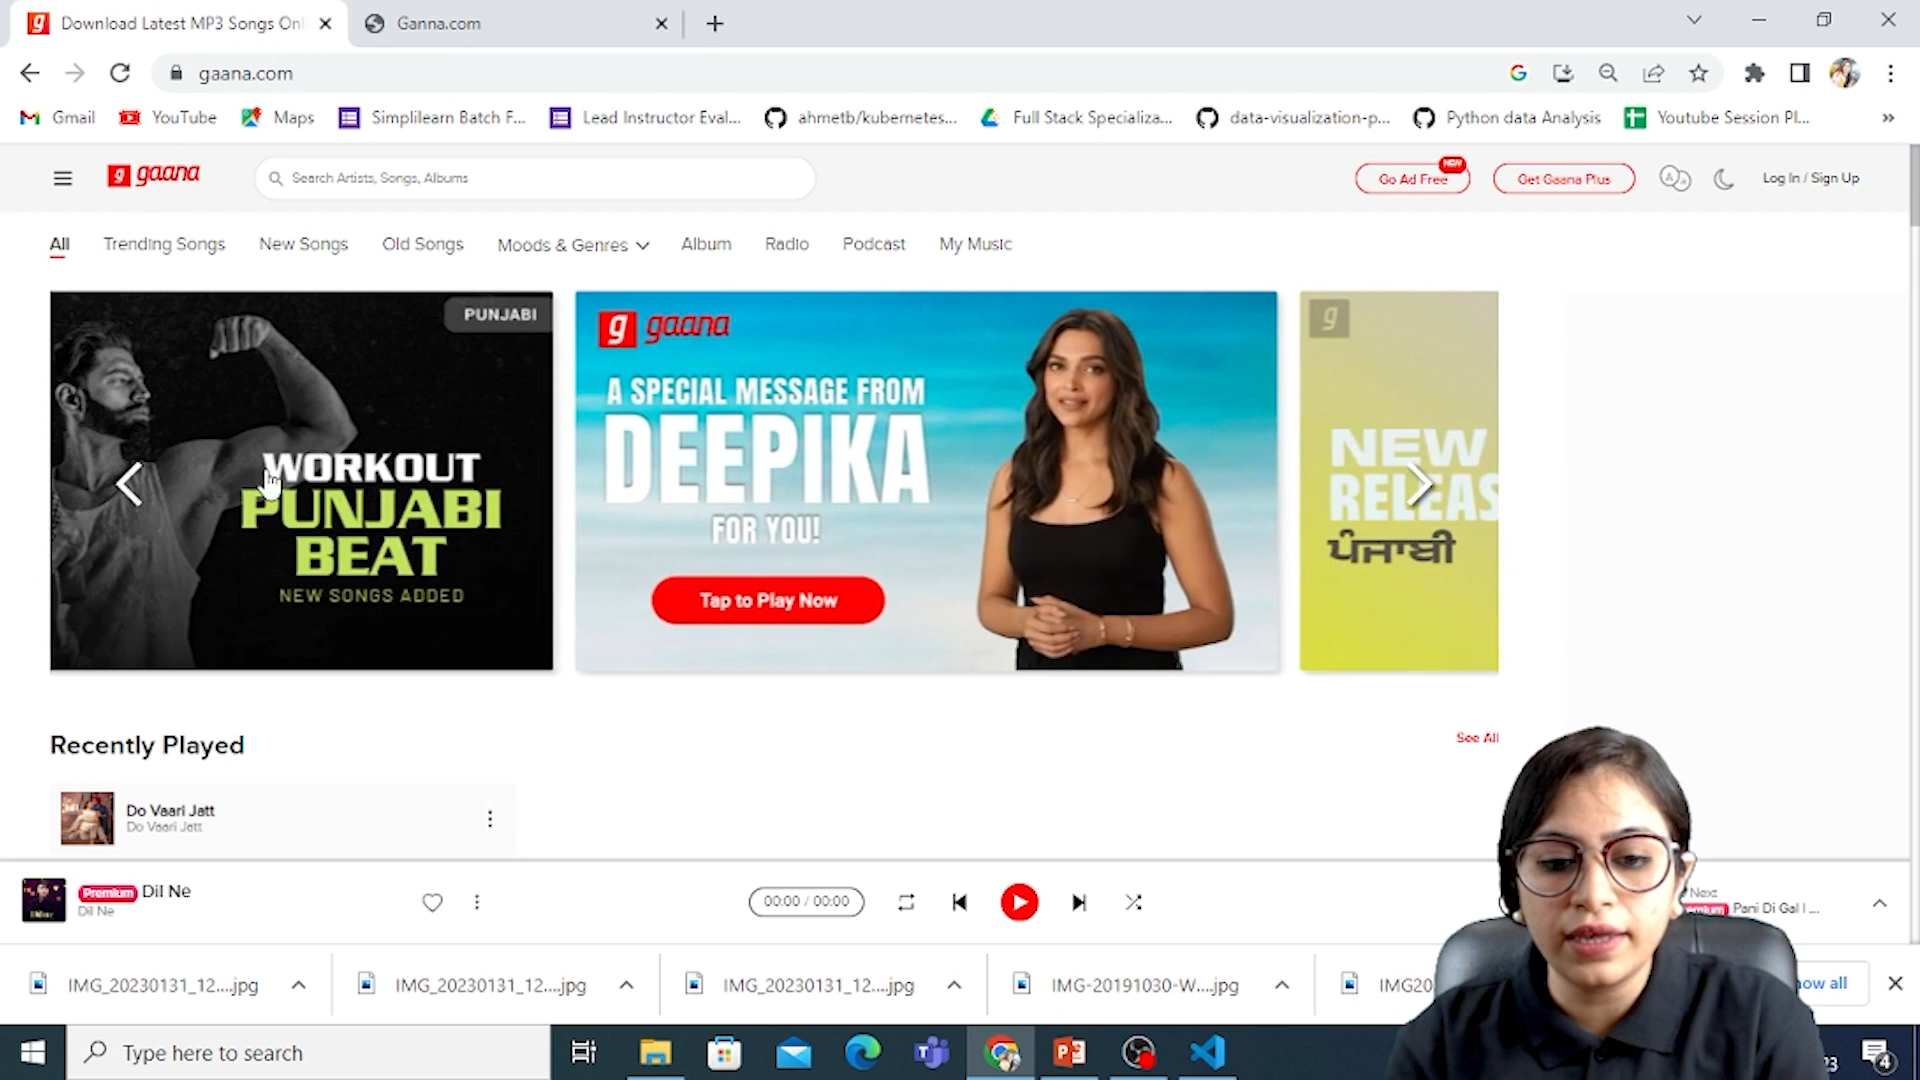 Download Latest MP3 Songs Onl
Ganna.com
gaana.com
Gmail
YouTube
Maps
Simplilearn Batch F...
Lead Instructor Eval...
ahmetb/kubernetes...
Full Stack Specializa...
data-visualization-p...
Python data Analysis
Youtube Session Pl...
»
g gaana
Search Artists, Songs, Albums
Go Ad Free
NEW
Get Gaana Plus
Log In / Sign Up
All
Trending Songs
New Songs
Old Songs
Moods & Genres
Album
Radio
Podcast
My Music
PUNJABI
WORKOUT
PUNJABI
BEAT
NEW SONGS ADDED
g gaana
A SPECIAL MESSAGE FROM
DEEPIKA
FOR YOU!
Tap to Play Now
g
NEW
RELEAS
ਪੰਜਾਬੀ
Recently Played
See All
Do Vaari Jatt
Do Vaari Jatt
Premium Dil Ne
Dil Ne
00:00 / 00:00
Next
Pani Di Gal I ...
IMG_20230131_12....jpg
IMG_20230131_12....jpg
IMG_20230131_12....jpg
IMG-20191030-W....jpg
IMG20
ow all
Type here to search
23
4